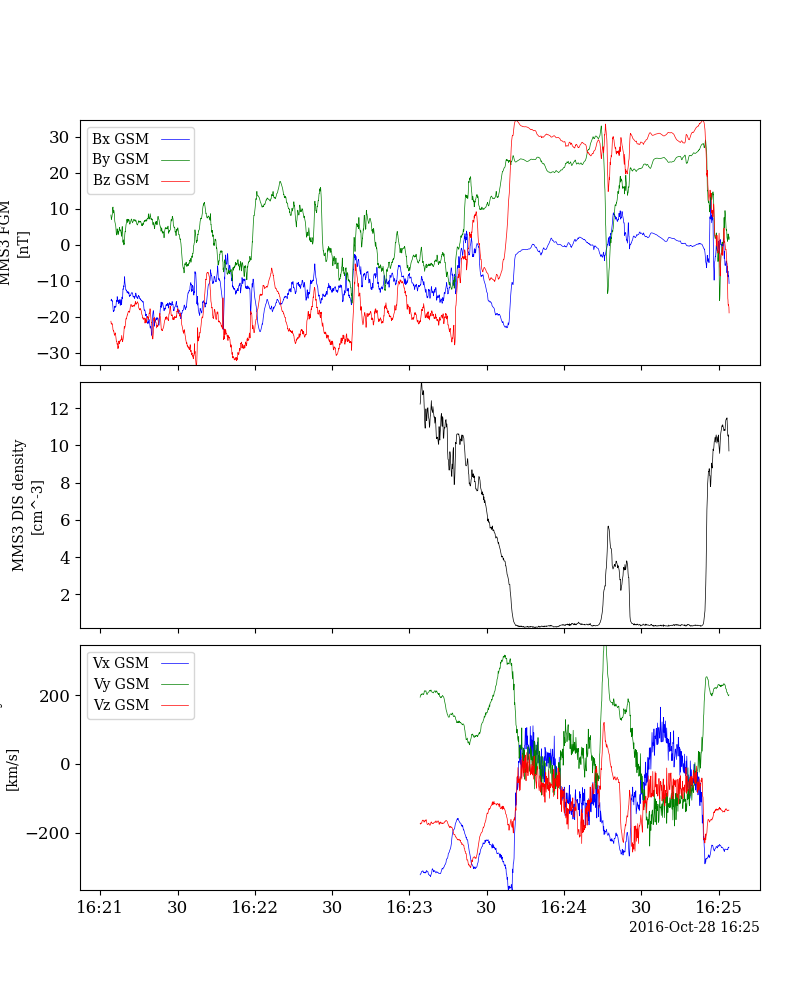 Bx GSM
By GSM
Bz GSM
30
20
10
0
−10
−20
−30
MMS3 FGM
[nT]
12
10
8
6
4
2
MMS3 DIS density
[cm^-3]
Vx GSM
Vy GSM
Vz GSM
200
0
−200
[km/s]
16:21 30 16:22 30 16:23 30 16:24 30 16:25
2016-Oct-28 16:25